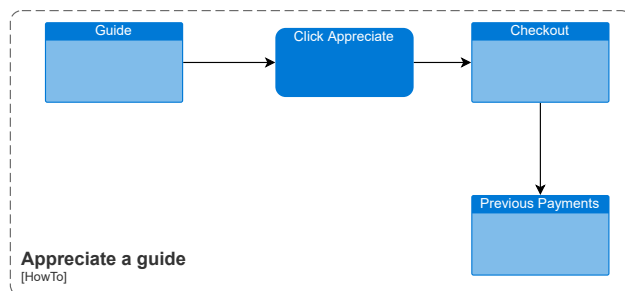 Guide
Click Appreciate
Checkout
Previous Payments
Appreciate a guide
[HowTo]